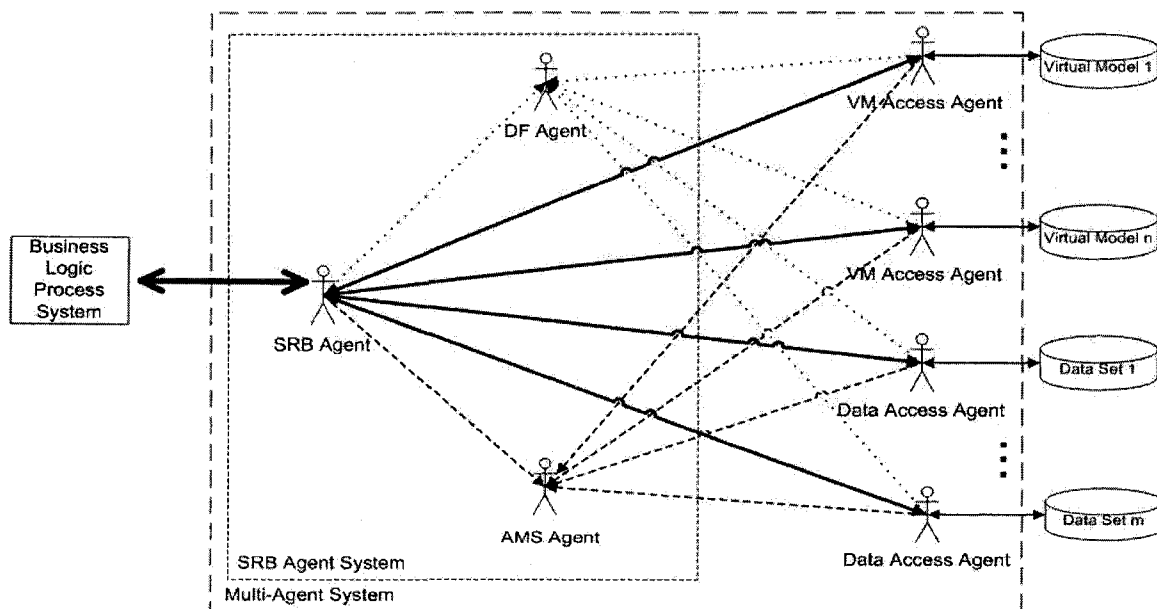 Virtual Model 1
DF Agent
VM Access Agent
Business
Logic
Process
System
Virtual Model n
VM Access Agent
SRB Agent
Data Set 1
Data Access Agent
AMS Agent
Data Set m
Data Access Agent
SRB Agent System
Multi-Agent System